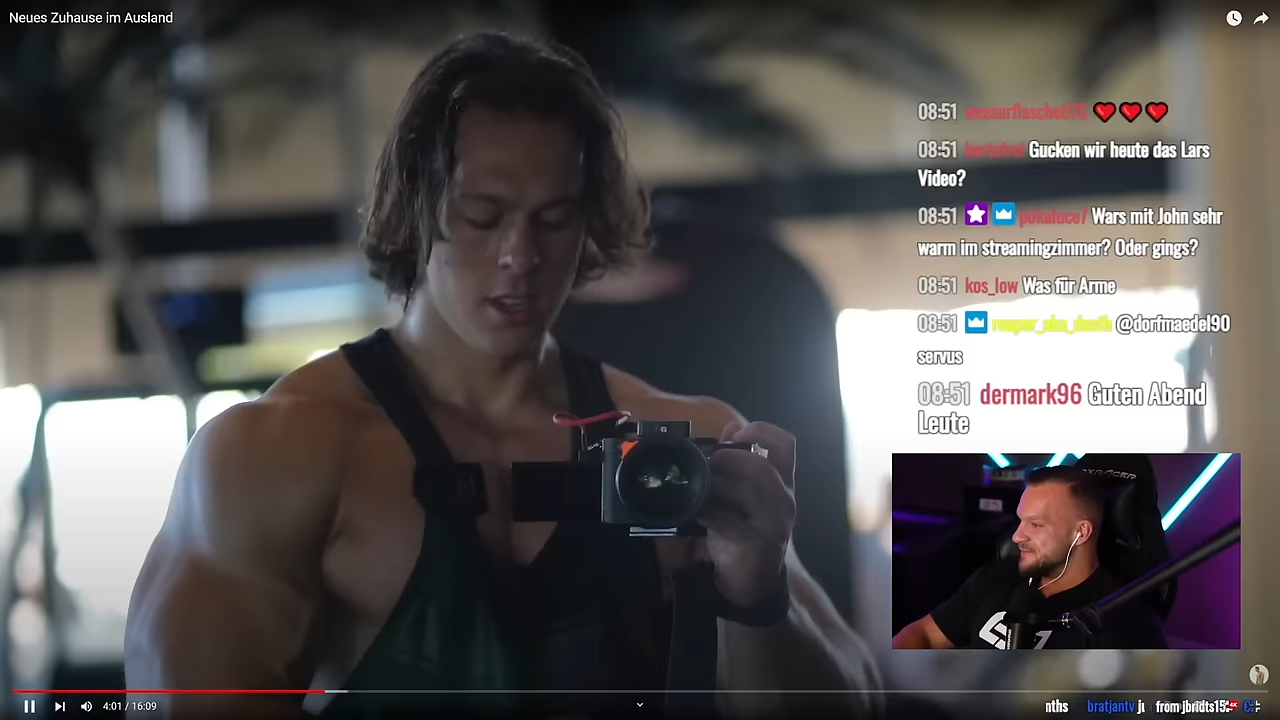 Neues Zuhause im Ausland
08:51
08:51 Gucken wir heute das Lars
Video?
08:51 Wars mit John sehr
warm im streamingzimmer? Oder gings?
08:51 kos_low Was für Arme
08:51 @dorfmaedel90
servus
08:51 dermark96 Guten Abend
Leute
4:01 / 16:09
nths bratjantv